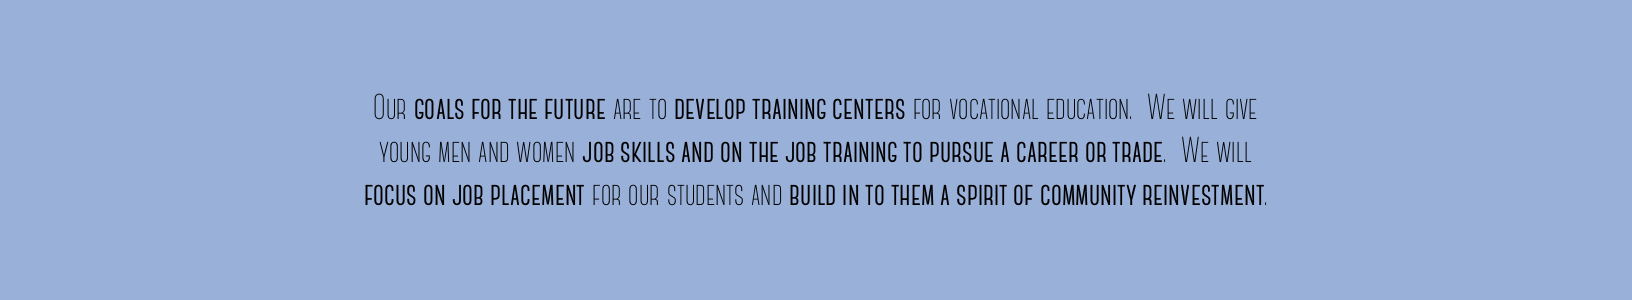 Our goals for the future are to develop training centers for vocational education.  We will give
young men and women job skills and on the job training to pursue a career or trade.  We will
focus on job placement for our students and build in to them a spirit of community reinvestment.